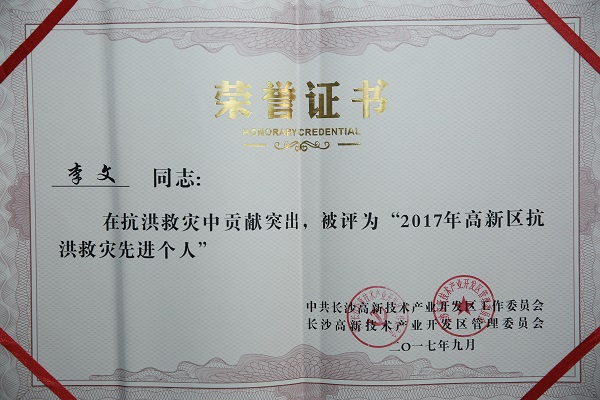 荣誉证书
HONORARY CREDENTIAL
李文 同志:
在抗洪救灾中贡献突出，被评为“2017年高新区抗
洪救灾先进个人”
中共长沙高新技术产业开发区工作委员会
长沙高新技术产业开发区管理委员会
二〇一七年九月